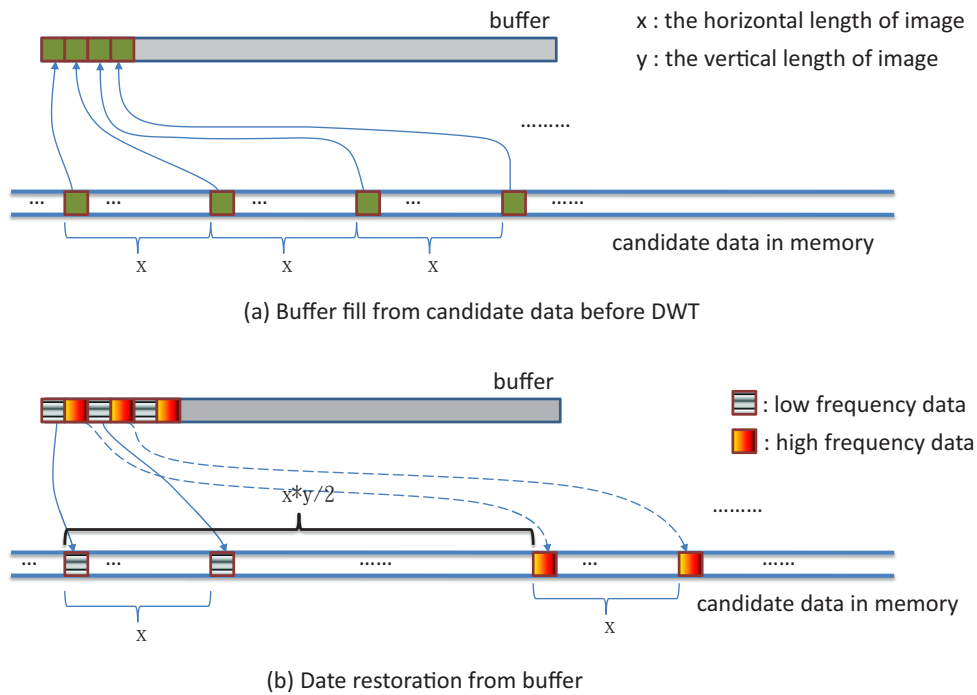 buffer
x : the horizontal length of image
y : the vertical length of image
.........
... ... ... ... ......
candidate data in memory
x x x
(a) Buffer fill from candidate data before DWT
buffer
: low frequency data
: high frequency data
x*y/2
.........
... ... ...... ... ......
candidate data in memory
x x
(b) Date restoration from buffer